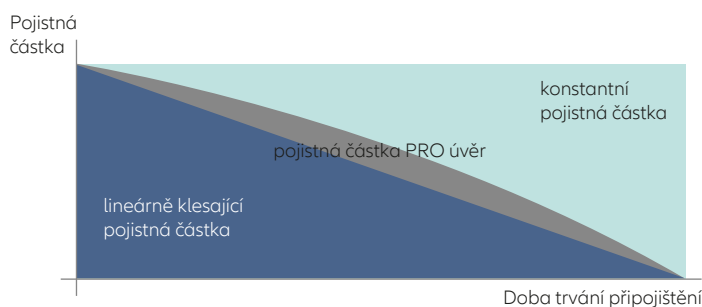 Pojistná
částka
konstantní
pojistná částka
pojistná částka PRO úvěr
lineárně klesající
pojistná částka
Doba trvání připojištění